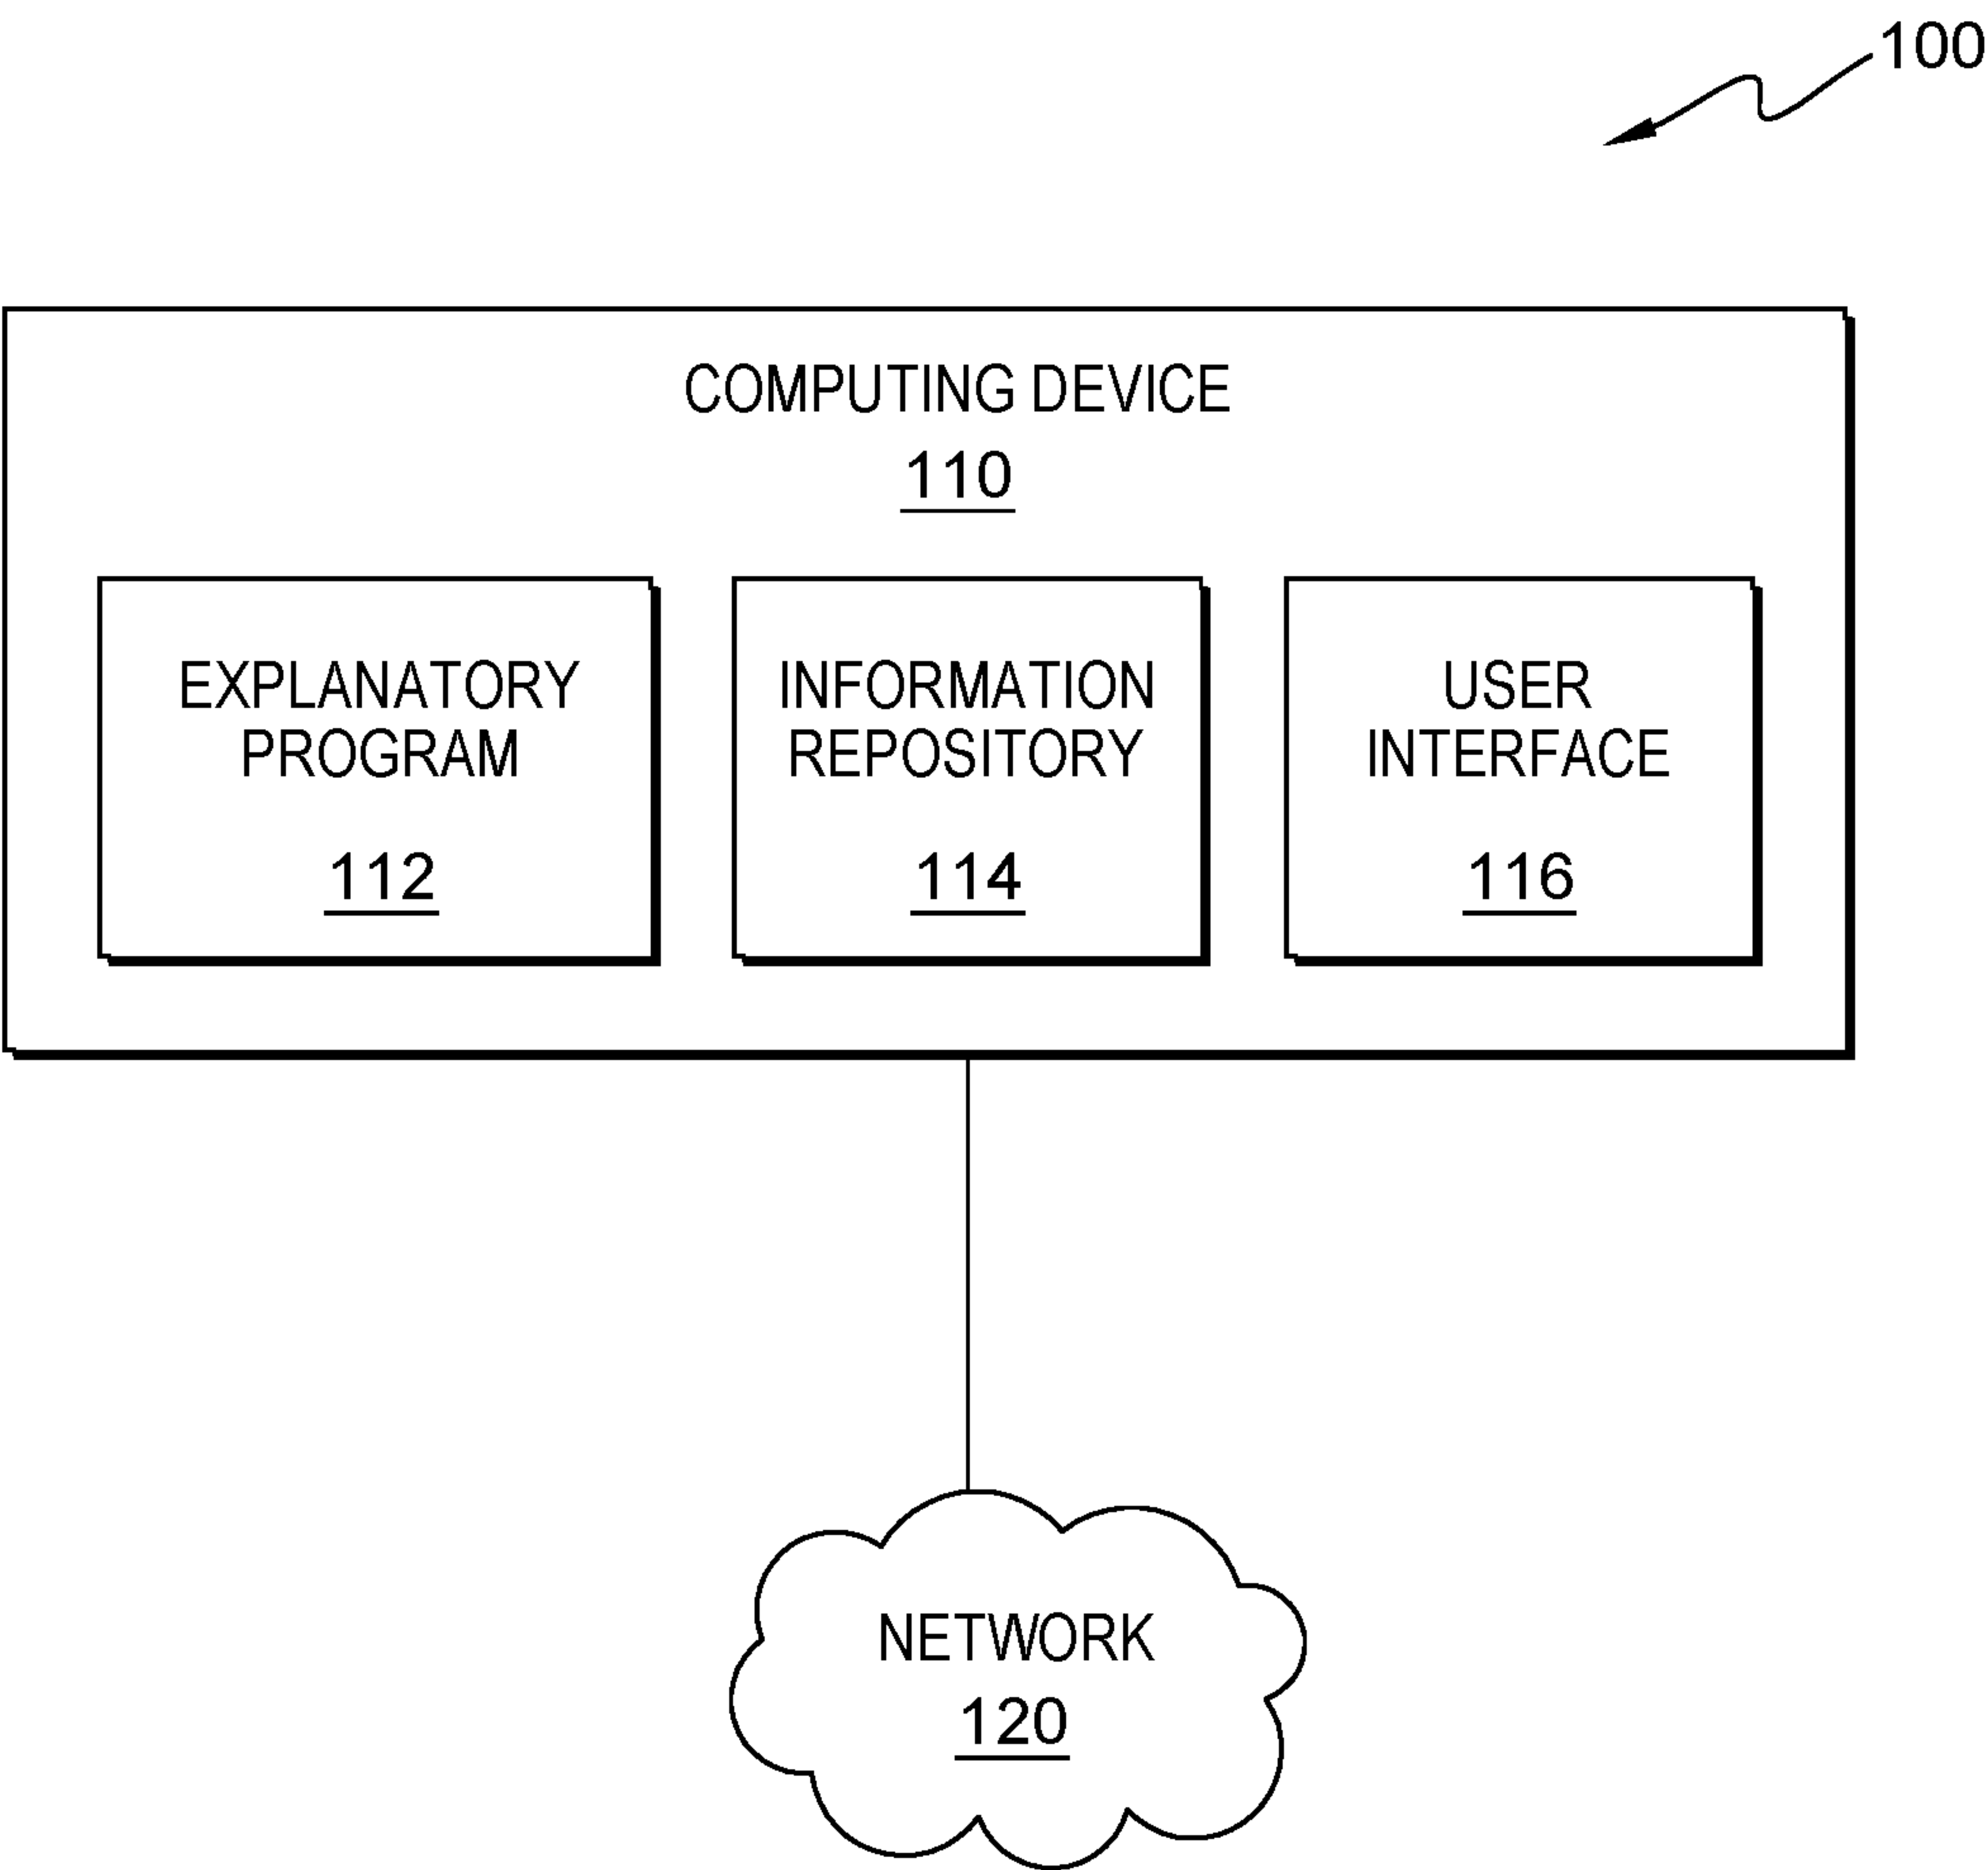 100
COMPUTING DEVICE
110
EXPLANATORY
PROGRAM
112
INFORMATION
REPOSITORY
114
USER
INTERFACE
116
NETWORK
120